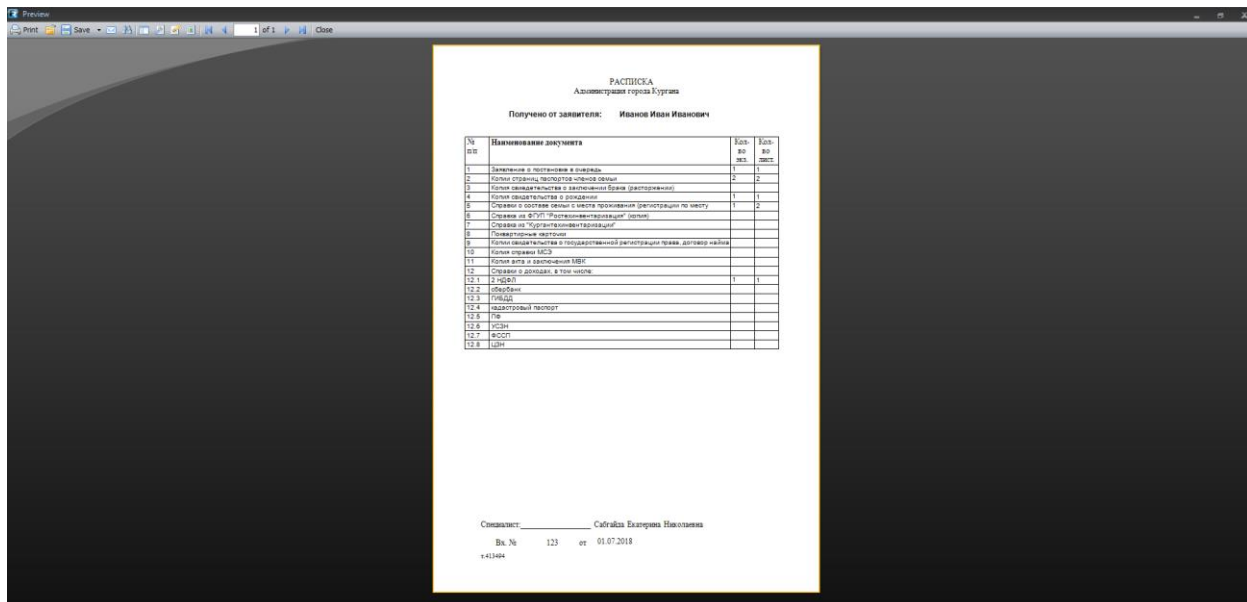 Preview
Print Save 1 of 1 Close
РАСПИСКА
Администрация города Кургана
Получено от заявителя: Иванов Иван Иванович
№ п/п Наименование документа Кол-во экз. Кол-во лист.
1 Заявление о постановке в очередь 1 1
2 Копии страниц паспортов членов семьи 2 2
3 Копия свидетельства о заключении брака (расторжении)
4 Копия свидетельства о рождении 1 1
5 Справки о составе семьи с места проживания (регистрации по месту 1 2
6 Справка из ФГУП "Ростехинвентаризация" (копия)
7 Справка из "Кургантехинвентаризации"
8 Поквартирные карточки
9 Копии свидетельства о государственной регистрации права, договор найма
10 Копия справки МСЭ
11 Копия акта и заключения МВК
12 Справки о доходах, в том числе:
12.1 2 НДФЛ 1 1
12.2 сбербанк
12.3 ГИБДД
12.4 кадастровый паспорт
12.5 ПФ
12.6 УСЗН
12.7 ФССП
12.8 ЦЗН
Специалист:____________ Сабгайда Екатерина Николаевна
Вх. № 123 от 01.07.2018
т.413494